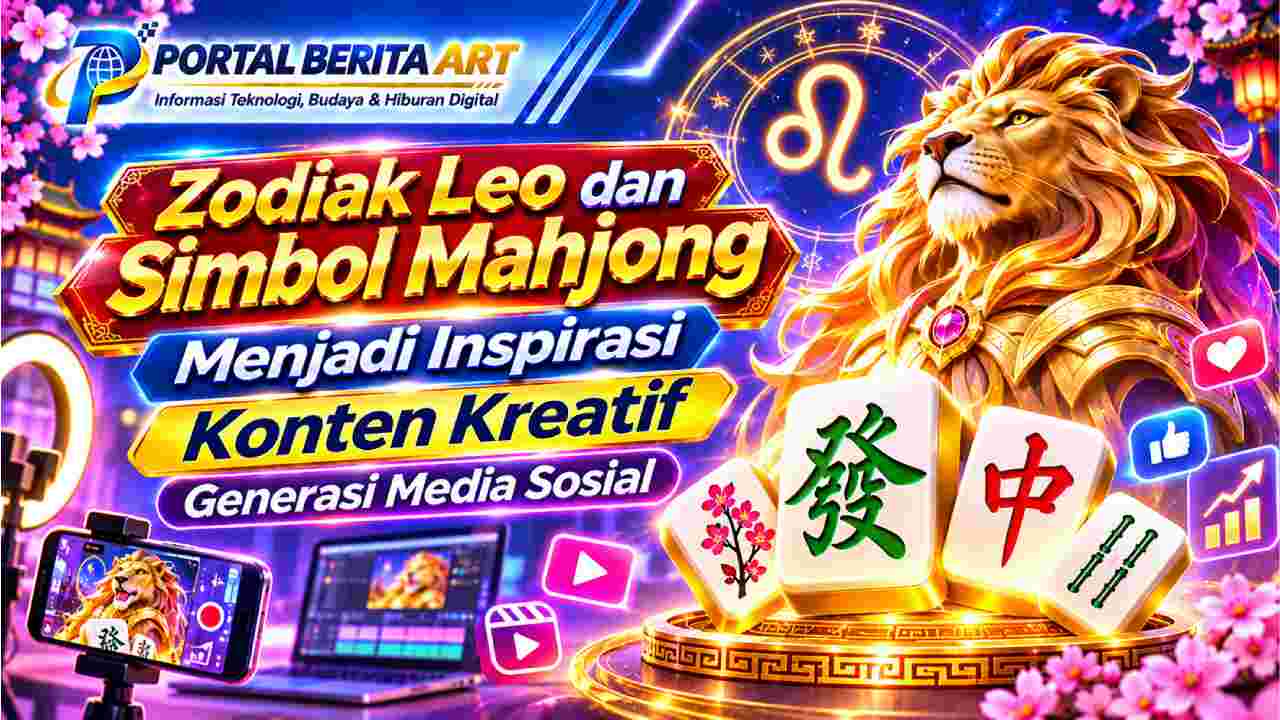 PORTAL BERITA ART
Informasi Teknologi, Budaya & Hiburan Digital
Zodiak Leo dan
Simbol Mahjong
Menjadi Inspirasi
Konten Kreatif
Generasi Media Sosial
發
中
發